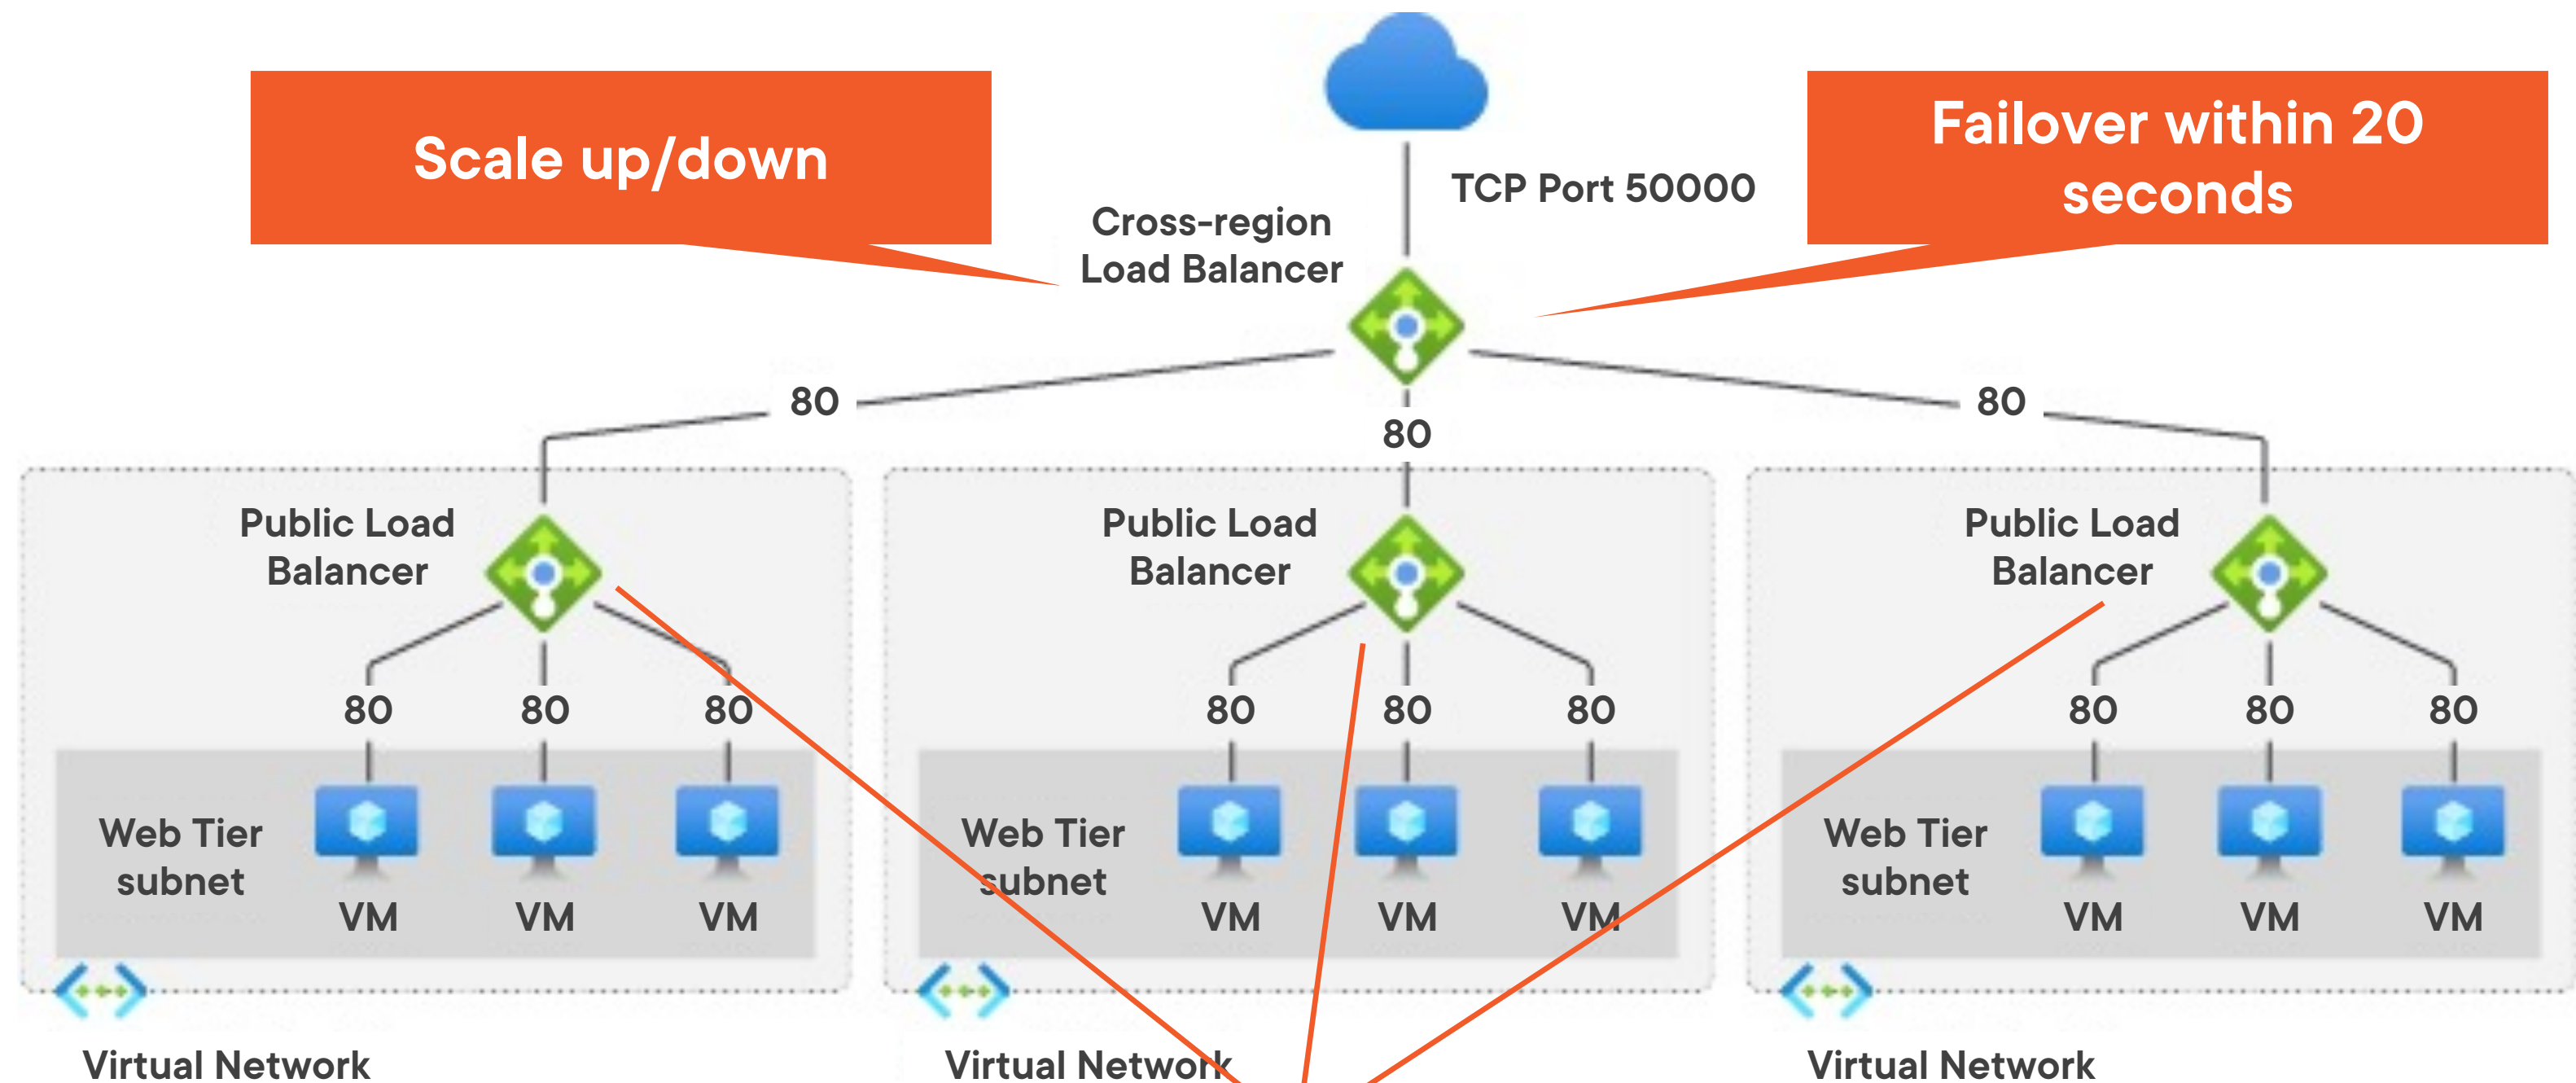 Scale up/down
Failover within 20
seconds
TCP Port 50000
Cross-region
Load Balancer
80
80
80
Public Load
Balancer
Public Load
Balancer
Public Load
Balancer
80
80
80
80
80
80
80
80
80
Web Tier
subnet
VM
VM
VM
Web Tier
subnet
VM
VM
VM
Web Tier
subnet
VM
VM
VM
Virtual Network
Virtual Network
Virtual Network